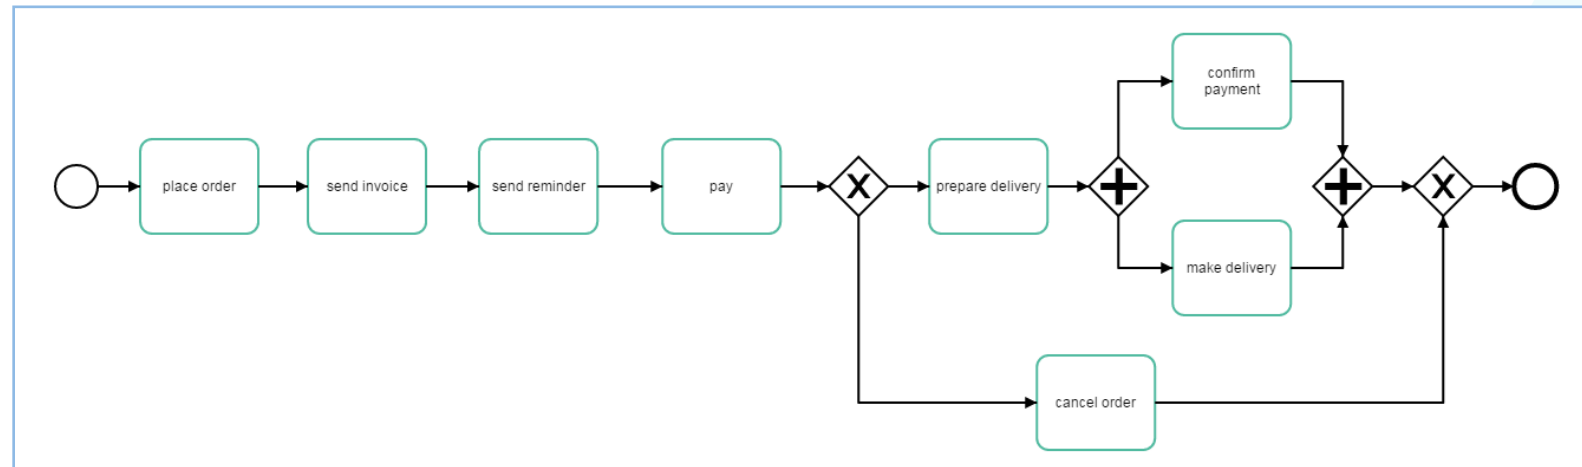 confirm
payment
place order
send invoice
send reminder
pay
X
prepare delivery
X
make delivery
cancel order